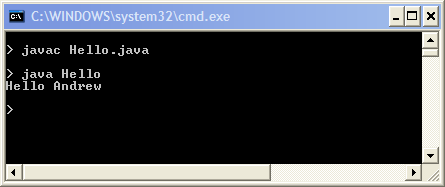 C:\WINDOWS\system32\cmd.exe
> javac Hello.java
> java Hello
Hello Andrew
>